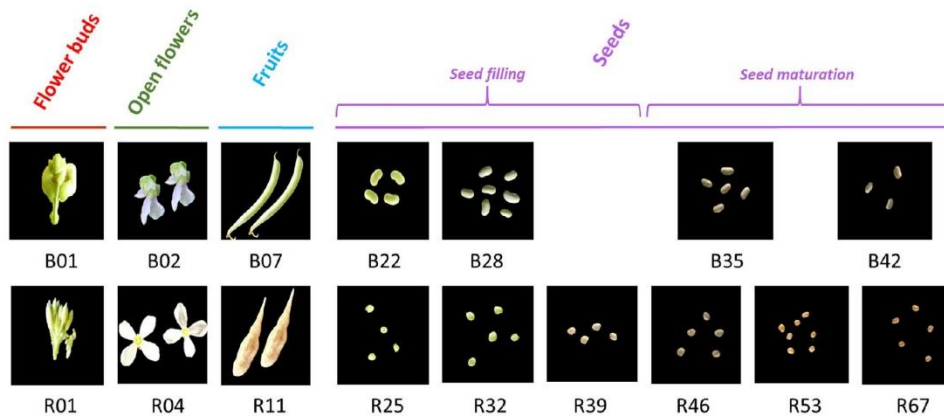 Flower buds
Open flowers
Fruits
Seeds
Seed filling
Seed maturation
B01 B02 B07 B22 B28 B35 B42
R01 R04 R11 R25 R32 R39 R46 R53 R67